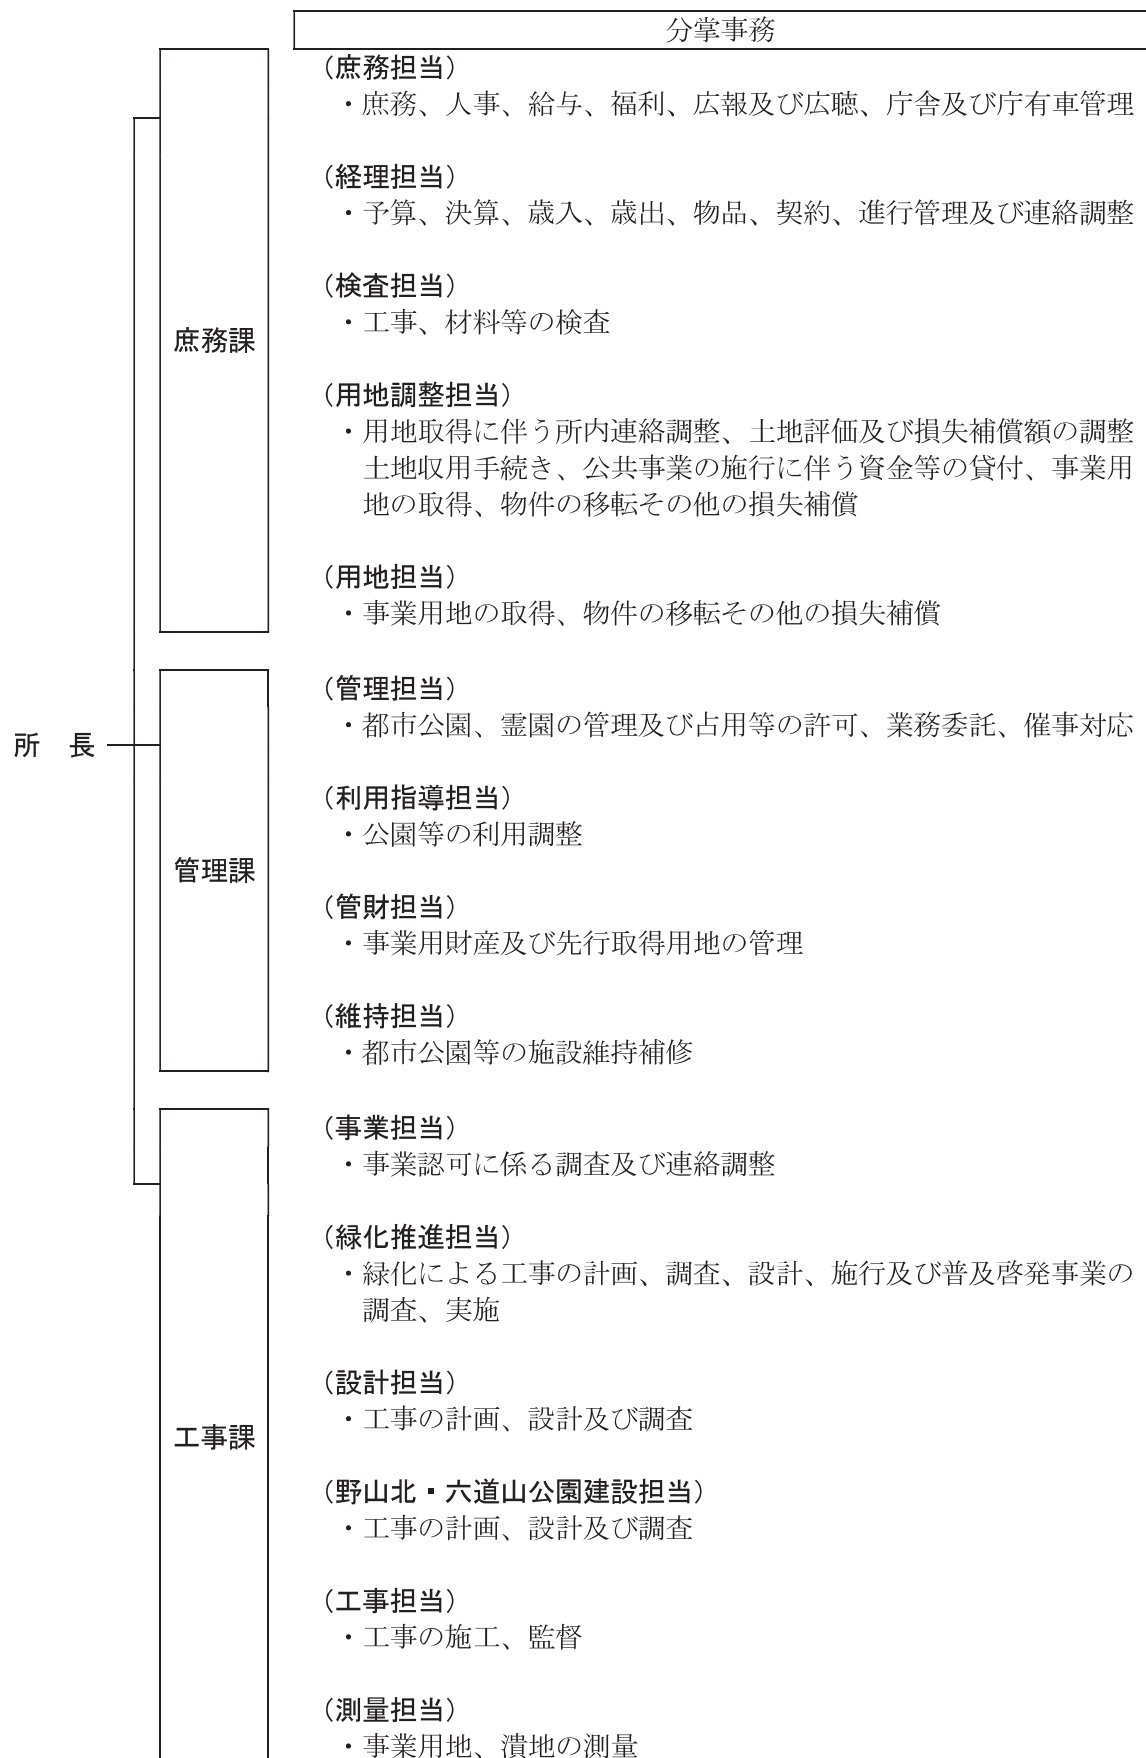 分掌事務
所　長
庶務課
（庶務担当）
・庶務、人事、給与、福利、広報及び広聴、庁舎及び庁有車管理
（経理担当）
・予算、決算、歳入、歳出、物品、契約、進行管理及び連絡調整
（検査担当）
・工事、材料等の検査
（用地調整担当）
・用地取得に伴う所内連絡調整、土地評価及び損失補償額の調整
土地収用手続き、公共事業の施行に伴う資金等の貸付、事業用
地の取得、物件の移転その他の損失補償
（用地担当）
・事業用地の取得、物件の移転その他の損失補償
管理課
（管理担当）
・都市公園、霊園の管理及び占用等の許可、業務委託、催事対応
（利用指導担当）
・公園等の利用調整
（管財担当）
・事業用財産及び先行取得用地の管理
（維持担当）
・都市公園等の施設維持補修
工事課
（事業担当）
・事業認可に係る調査及び連絡調整
（緑化推進担当）
・緑化による工事の計画、調査、設計、施行及び普及啓発事業の
調査、実施
（設計担当）
・工事の計画、設計及び調査
（野山北・六道山公園建設担当）
・工事の計画、設計及び調査
（工事担当）
・工事の施工、監督
（測量担当）
・事業用地、潰地の測量